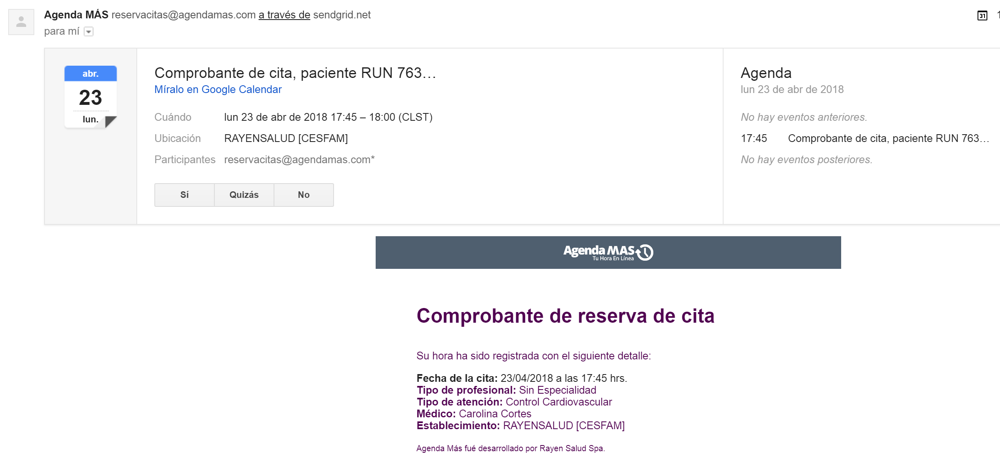 Agenda MÁS reservacitas@agendamas.com a través de sendgrid.net
31
para mí
abr.
23
lun.
Comprobante de cita, paciente RUN 763…
Míralo en Google Calendar
Cuándo lun 23 de abr de 2018 17:45 – 18:00 (CLST)
Ubicación RAYENSALUD [CESFAM]
Participantes reservacitas@agendamas.com*
Sí Quizás No
Agenda
lun 23 de abr de 2018
No hay eventos anteriores.
17:45 Comprobante de cita, paciente RUN 763…
No hay eventos posteriores.
Agenda MAS
Tu Hora En Línea
Comprobante de reserva de cita
Su hora ha sido registrada con el siguiente detalle:
Fecha de la cita: 23/04/2018 a las 17:45 hrs.
Tipo de profesional: Sin Especialidad
Tipo de atención: Control Cardiovascular
Médico: Carolina Cortes
Establecimiento: RAYENSALUD [CESFAM]
Agenda Más fué desarrollado por Rayen Salud Spa.